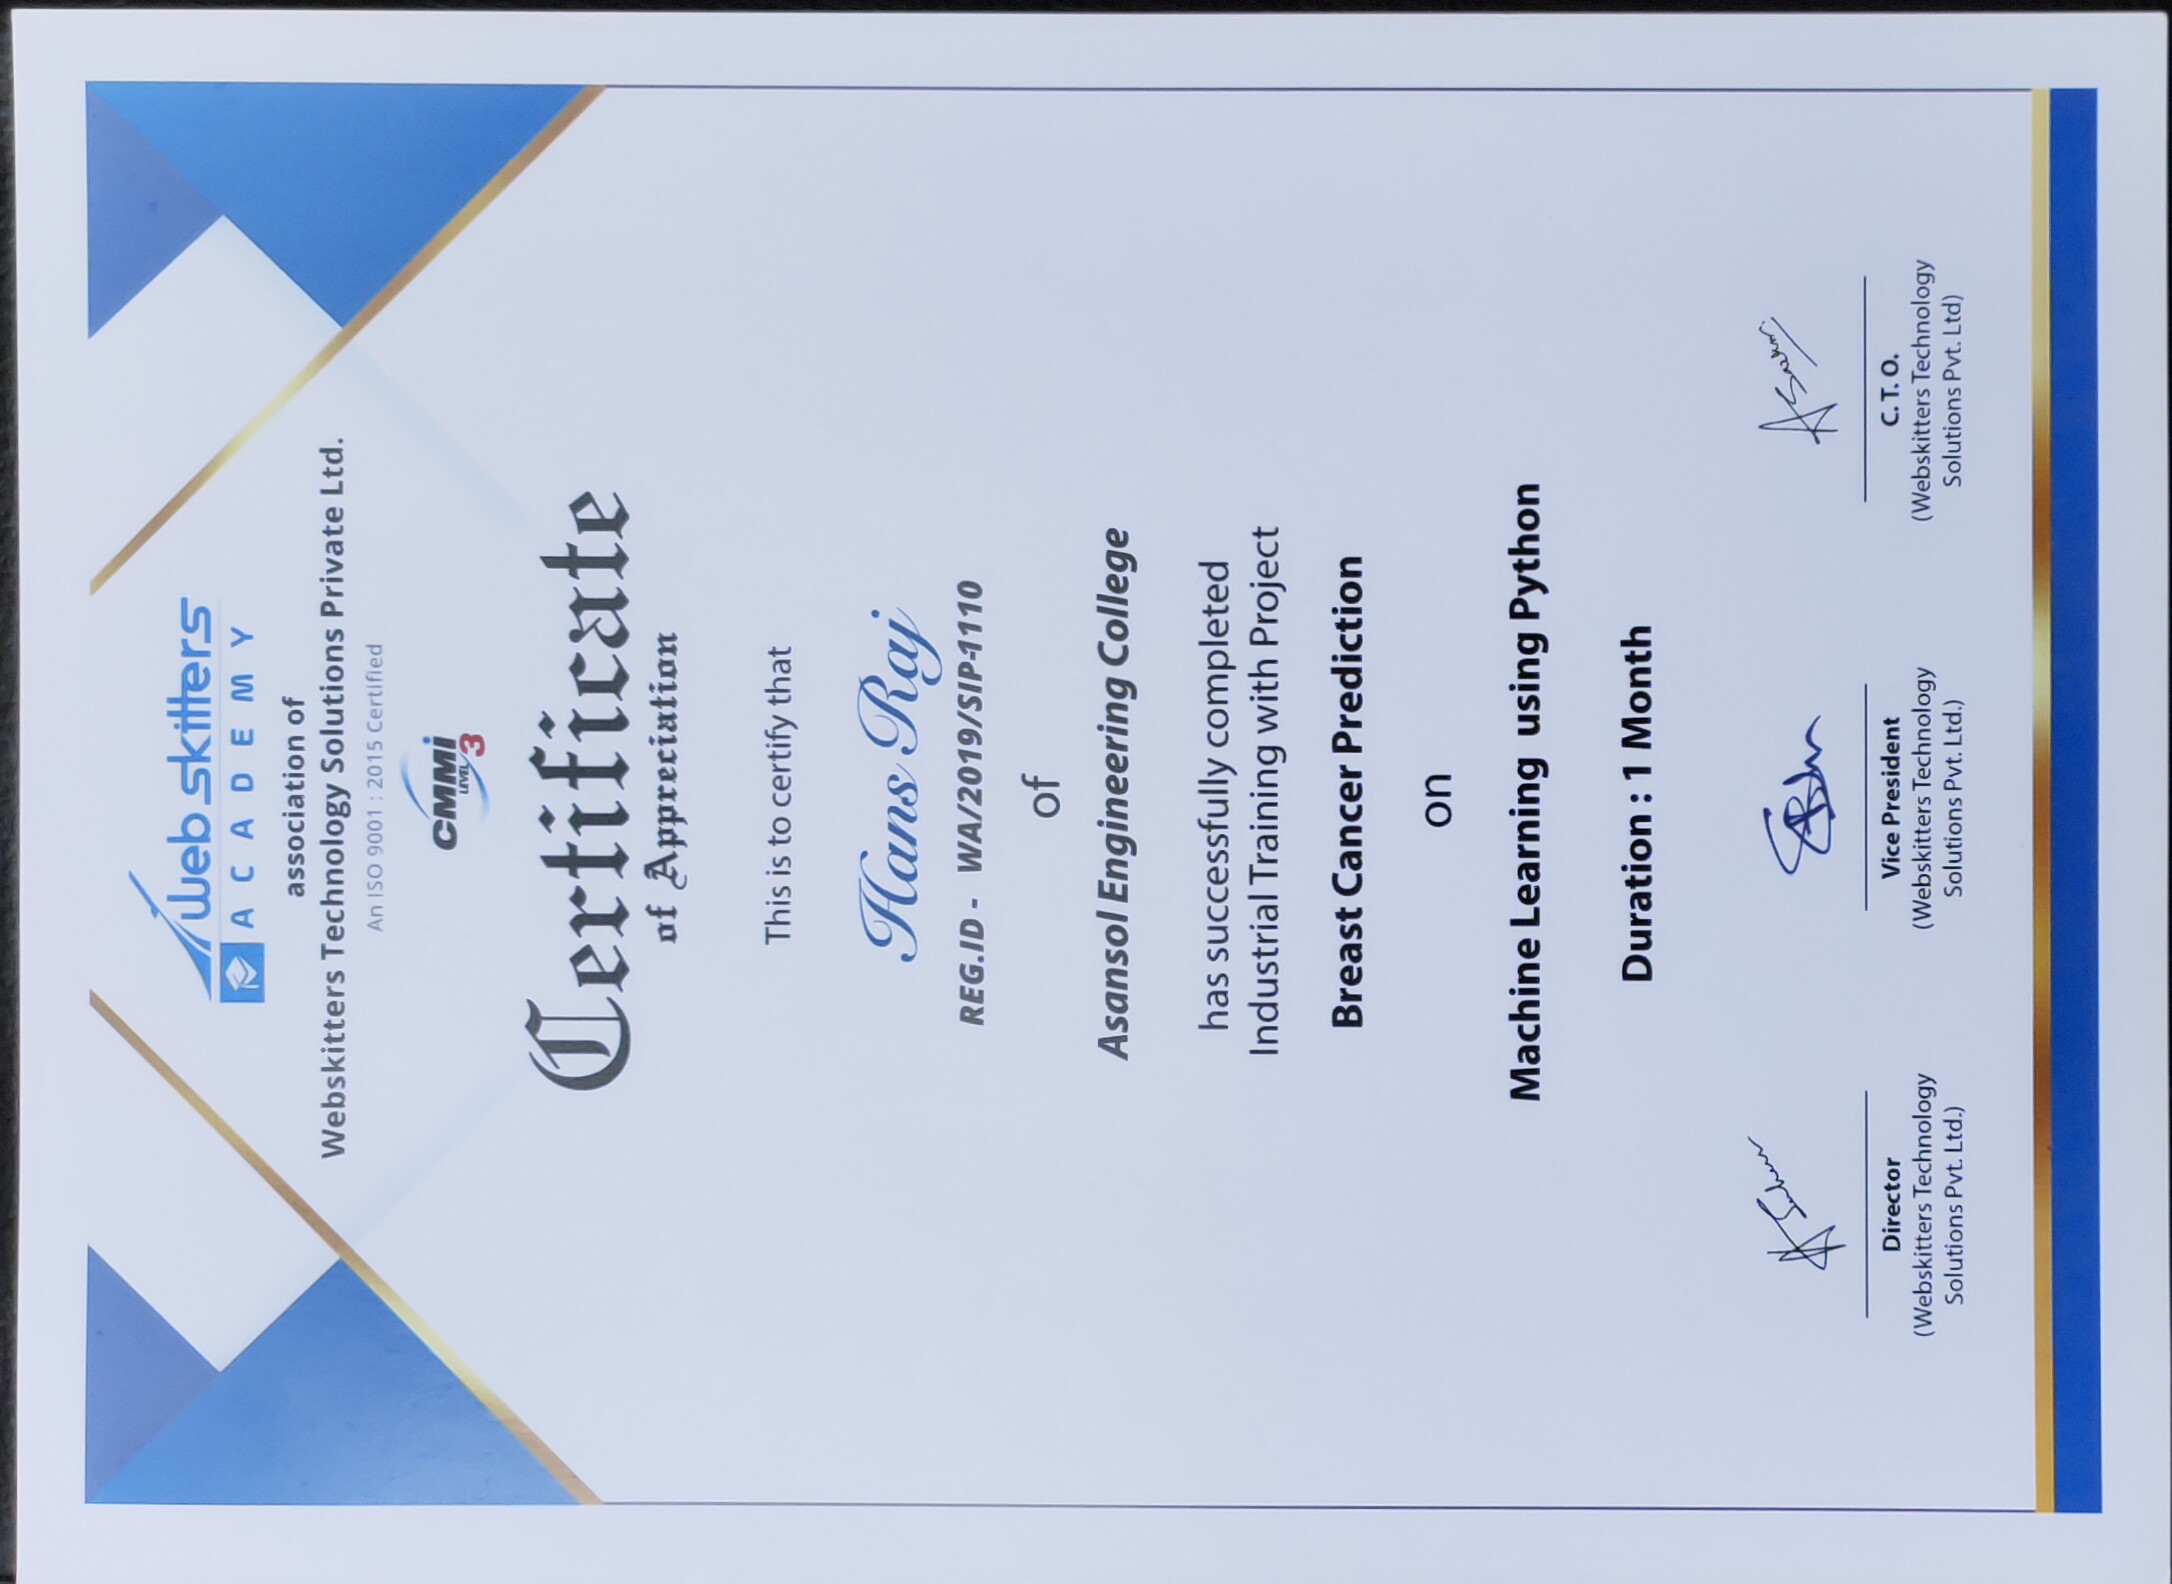 Web skitters
ACADEMY
association of
Webskitters Technology Solutions Private Ltd.
An ISO 9001 : 2015 Certified
CMMi
LEVEL 3
Certificate
of Appreciation
This is to certify that
Hans Raj
REG.ID - WA/2019/SIP-1110
of
Asansol Engineering College
has successfully completed
Industrial Training with Project
Breast Cancer Prediction
on
Machine Learning using Python
Duration : 1 Month
Director
(Webskitters Technology
Solutions Pvt. Ltd.)
Vice President
(Webskitters Technology
Solutions Pvt. Ltd.)
C. T. O.
(Webskitters Technology
Solutions Pvt. Ltd)